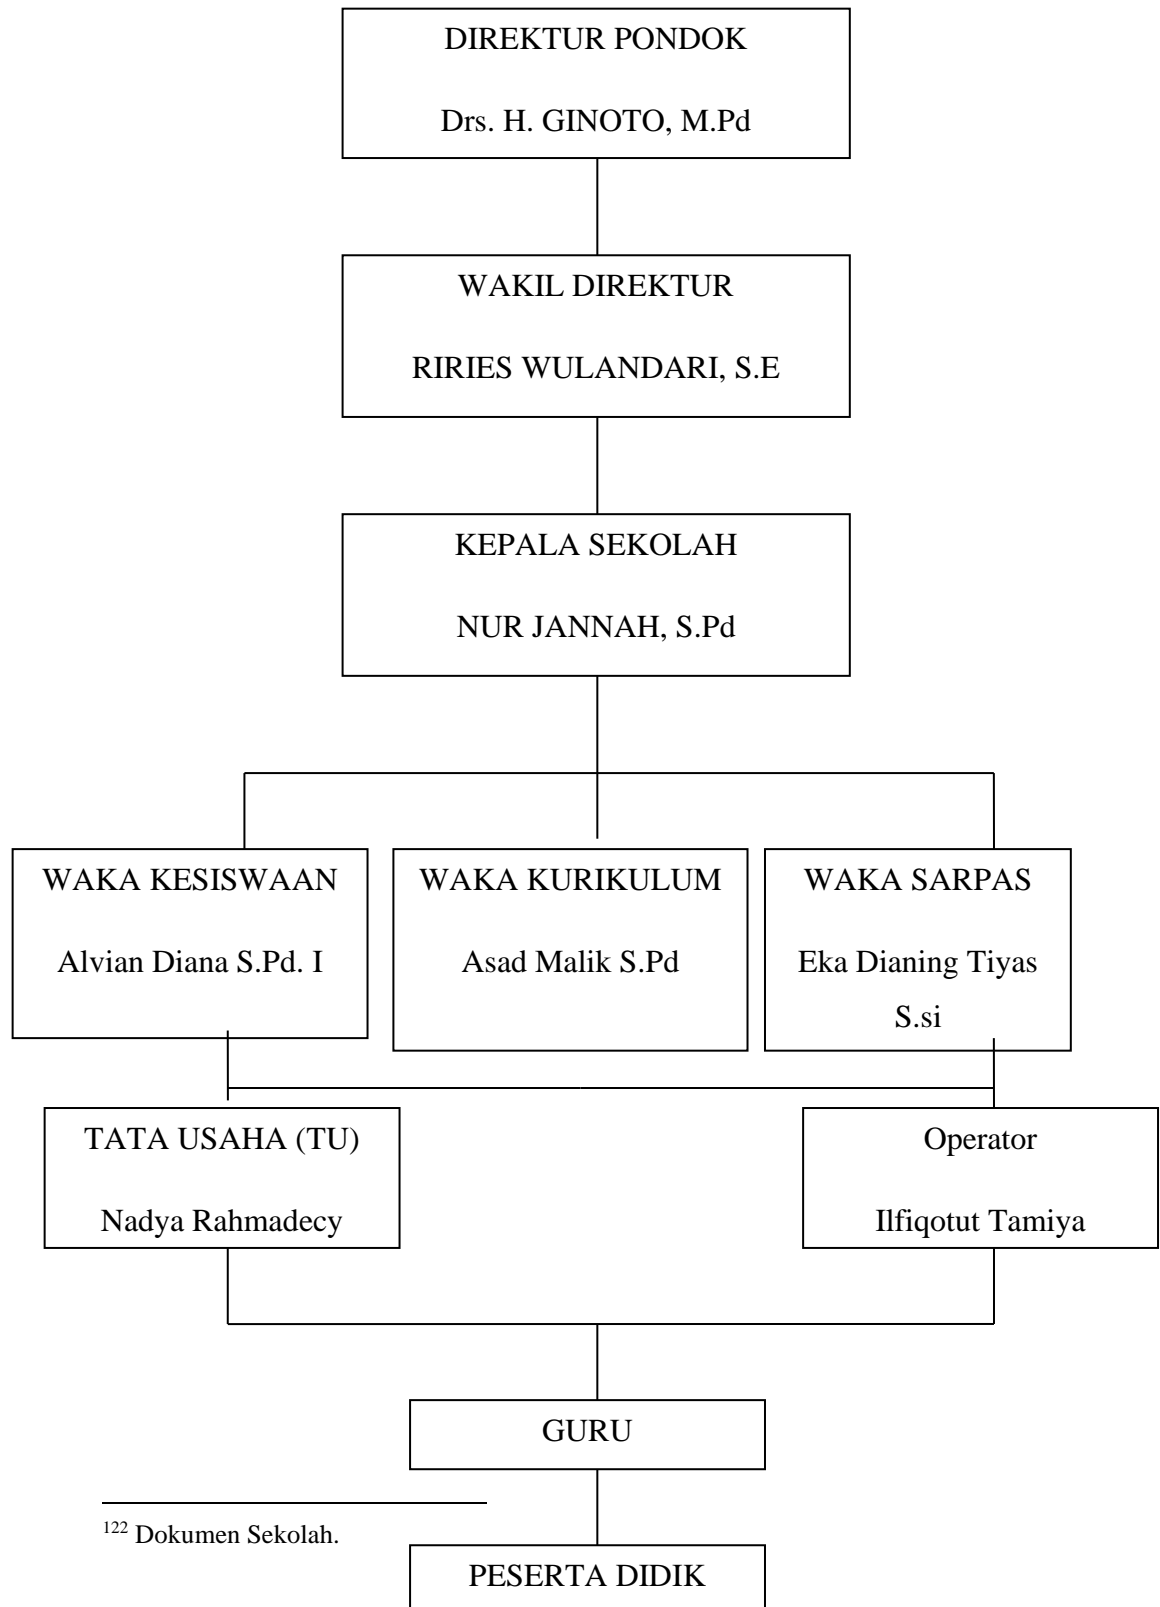 DIREKTUR PONDOK
Drs. H. GINOTO, M.Pd
WAKIL DIREKTUR
RIRIES WULANDARI, S.E
KEPALA SEKOLAH
NUR JANNAH, S.Pd
WAKA KESISWAAN
Alvian Diana S.Pd. I
WAKA KURIKULUM
Asad Malik S.Pd
WAKA SARPAS
Eka Dianing Tiyas
S.si
TATA USAHA (TU)
Nadya Rahmadecy
Operator
Ilfiqotut Tamiya
GURU
PESERTA DIDIK
122 Dokumen Sekolah.